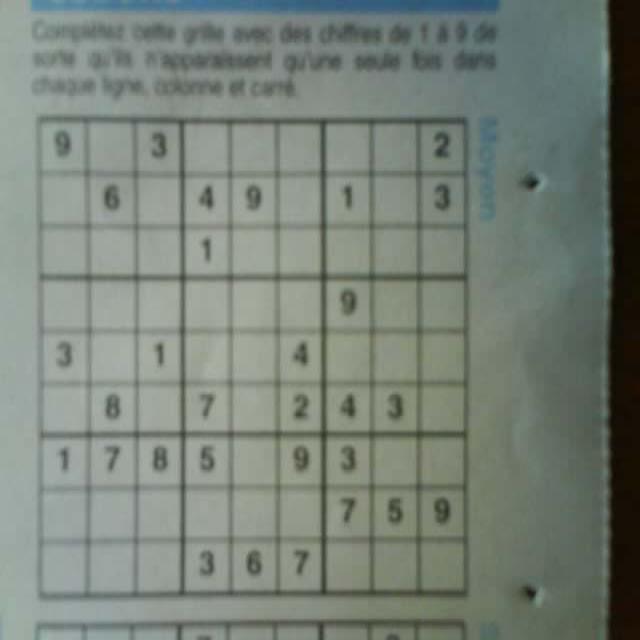 Complétez cette grille avec des chiffres de 1 à 9 de
sorte qu'ils n'apparaissent qu'une seule fois dans
chaque ligne, colonne et carré.
Moyen
9 3 2
6 4 9 1 3
1
9
3 1 4
8 7 2 4 3
1 7 8 5 9 3
7 5 9
3 6 7